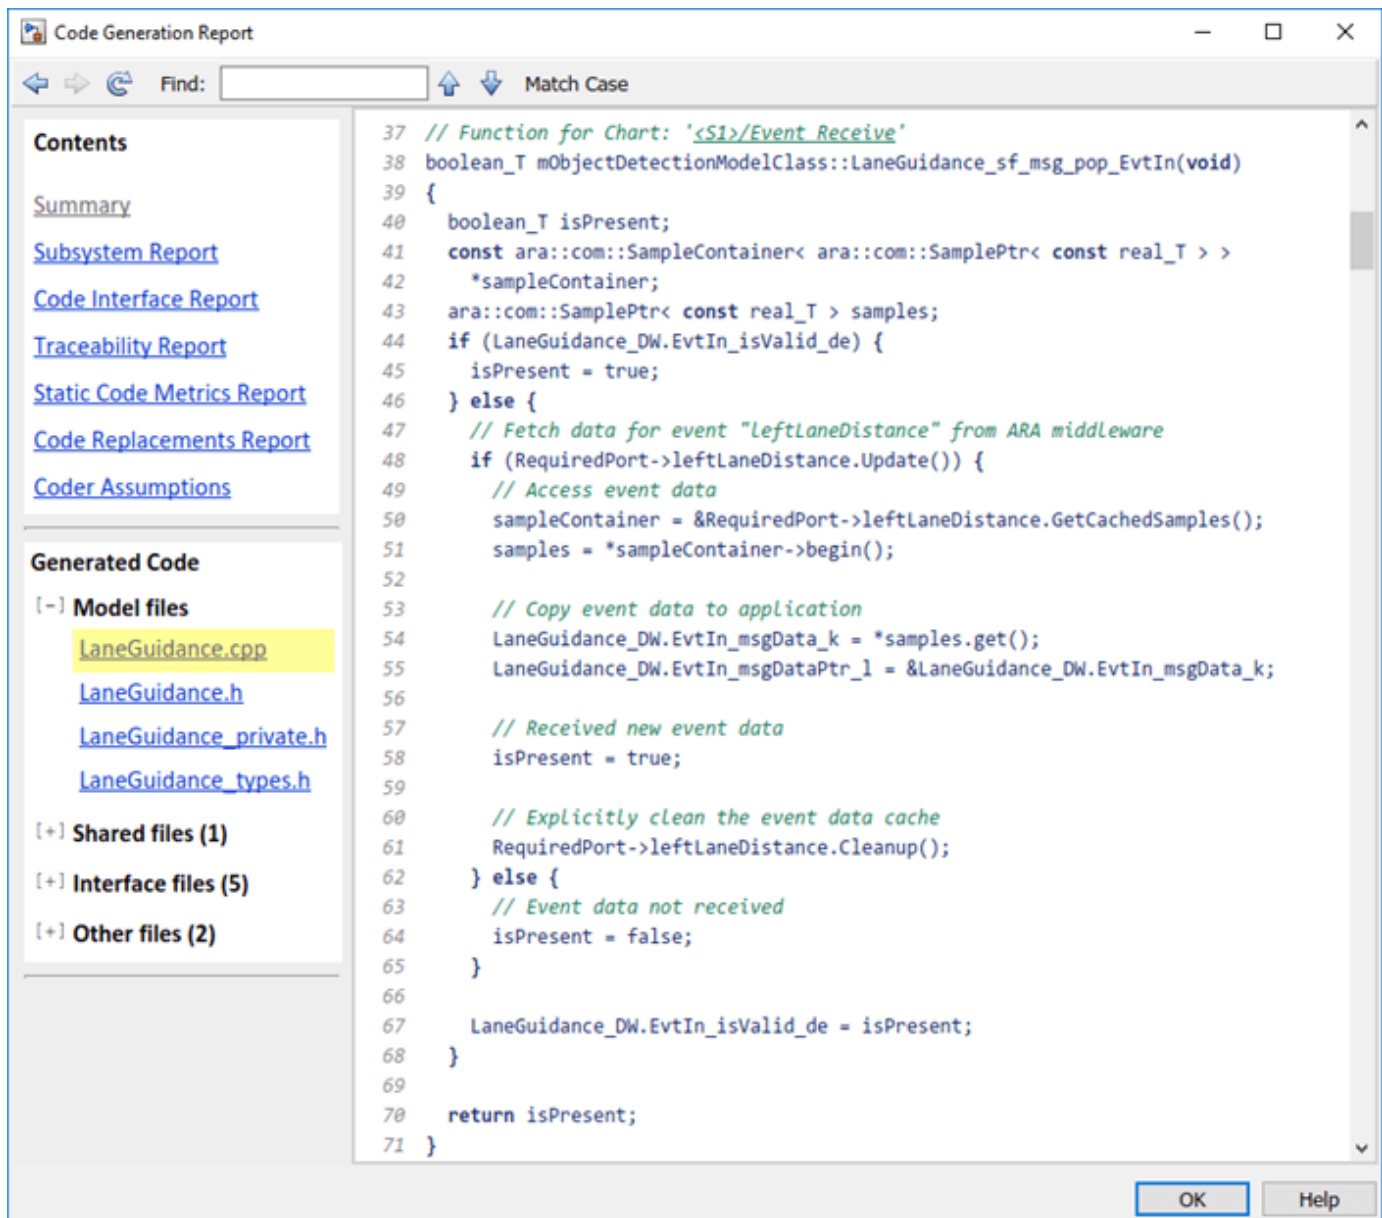 Code Generation Report
Find:
Match Case
Contents
Summary
Subsystem Report
Code Interface Report
Traceability Report
Static Code Metrics Report
Code Replacements Report
Coder Assumptions
Generated Code
[-] Model files
LaneGuidance.cpp
LaneGuidance.h
LaneGuidance_private.h
LaneGuidance_types.h
[+] Shared files (1)
[+] Interface files (5)
[+] Other files (2)
37 // Function for Chart: '<S1>/Event Receive'
38 boolean_T mObjectDetectionModelClass::LaneGuidance_sf_msg_pop_EvtIn(void)
39 {
40 boolean_T isPresent;
41 const ara::com::SampleContainer< ara::com::SamplePtr< const real_T > >
42 *sampleContainer;
43 ara::com::SamplePtr< const real_T > samples;
44 if (LaneGuidance_DW.EvtIn_isValid_de) {
45 isPresent = true;
46 } else {
47 // Fetch data for event "leftLaneDistance" from ARA middleware
48 if (RequiredPort->leftLaneDistance.Update()) {
49 // Access event data
50 sampleContainer = &RequiredPort->leftLaneDistance.GetCachedSamples();
51 samples = *sampleContainer->begin();
52
53 // Copy event data to application
54 LaneGuidance_DW.EvtIn_msgData_k = *samples.get();
55 LaneGuidance_DW.EvtIn_msgDataPtr_l = &LaneGuidance_DW.EvtIn_msgData_k;
56
57 // Received new event data
58 isPresent = true;
59
60 // Explicitly clean the event data cache
61 RequiredPort->leftLaneDistance.Cleanup();
62 } else {
63 // Event data not received
64 isPresent = false;
65 }
66
67 LaneGuidance_DW.EvtIn_isValid_de = isPresent;
68 }
69
70 return isPresent;
71 }
OK
Help